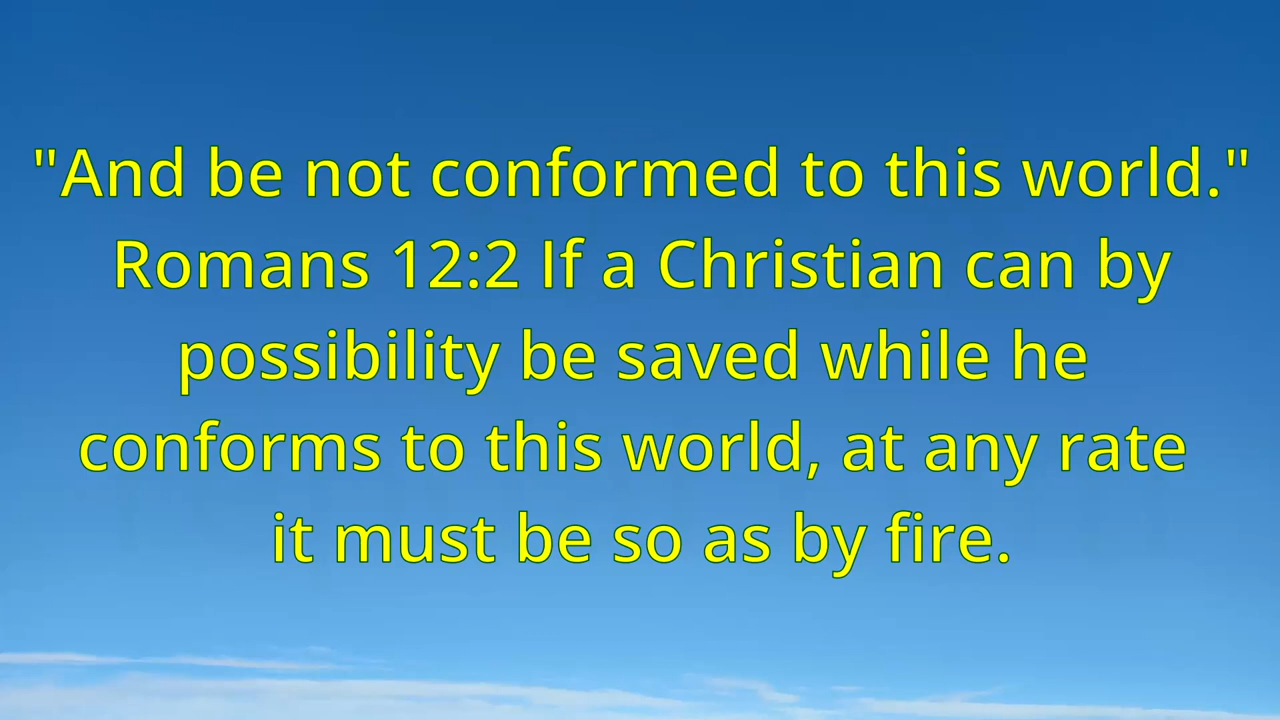 "And be not conformed to this world."
Romans 12:2 If a Christian can by
possibility be saved while he
conforms to this world, at any rate
it must be so as by fire.